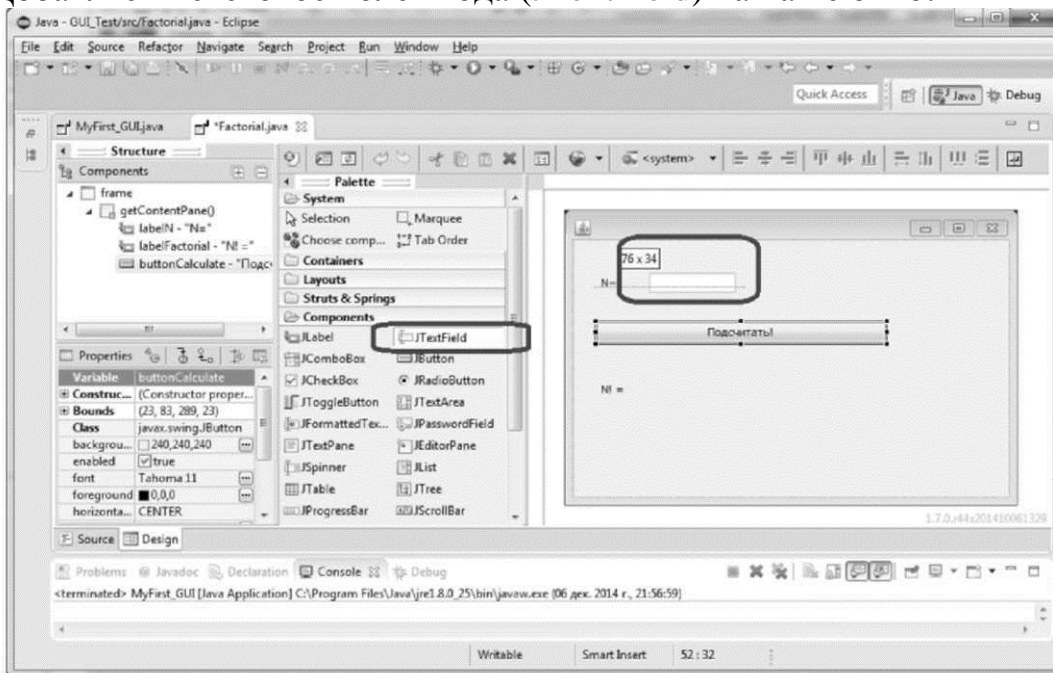 Java - GUI_Test/src/Factorial.java - Eclipse
File Edit Source Refactor Navigate Search Project Run Window Help
Quick Access
Java
Debug
MyFirst_GUI.java
*Factorial.java
Structure
Components
frame
getContentPane()
labelN - "N="
labelFactorial - "N! ="
buttonCalculate - "Подс
Properties
Variable buttonCalculate
Construc... (Constructor proper...
Bounds (23, 83, 289, 23)
Class javax.swing.JButton
backgrou... 240,240,240
enabled true
font Tahoma 11
foreground 0,0,0
horizonta... CENTER
Palette
System
Selection Marquee
Choose comp... Tab Order
Containers
Layouts
Struts & Springs
Components
JLabel JTextField
JComboBox JButton
JCheckBox JRadioButton
JToggleButton JTextArea
JFormattedTex... JPasswordField
JTextPane JEditorPane
JSpinner JList
JTable JTree
JProgressBar JScrollBar
<system>
76 x 34
N=
Подсчитать!
N! =
1.7.0.r44x201410061329
Source Design
Problems Javadoc Declaration Console Debug
<terminated> MyFirst_GUI [Java Application] C:\Program Files\Java\jre1.8.0_25\bin\javaw.exe (06 дек. 2014 г., 21:56:59)
Writable Smart Insert 52 : 32